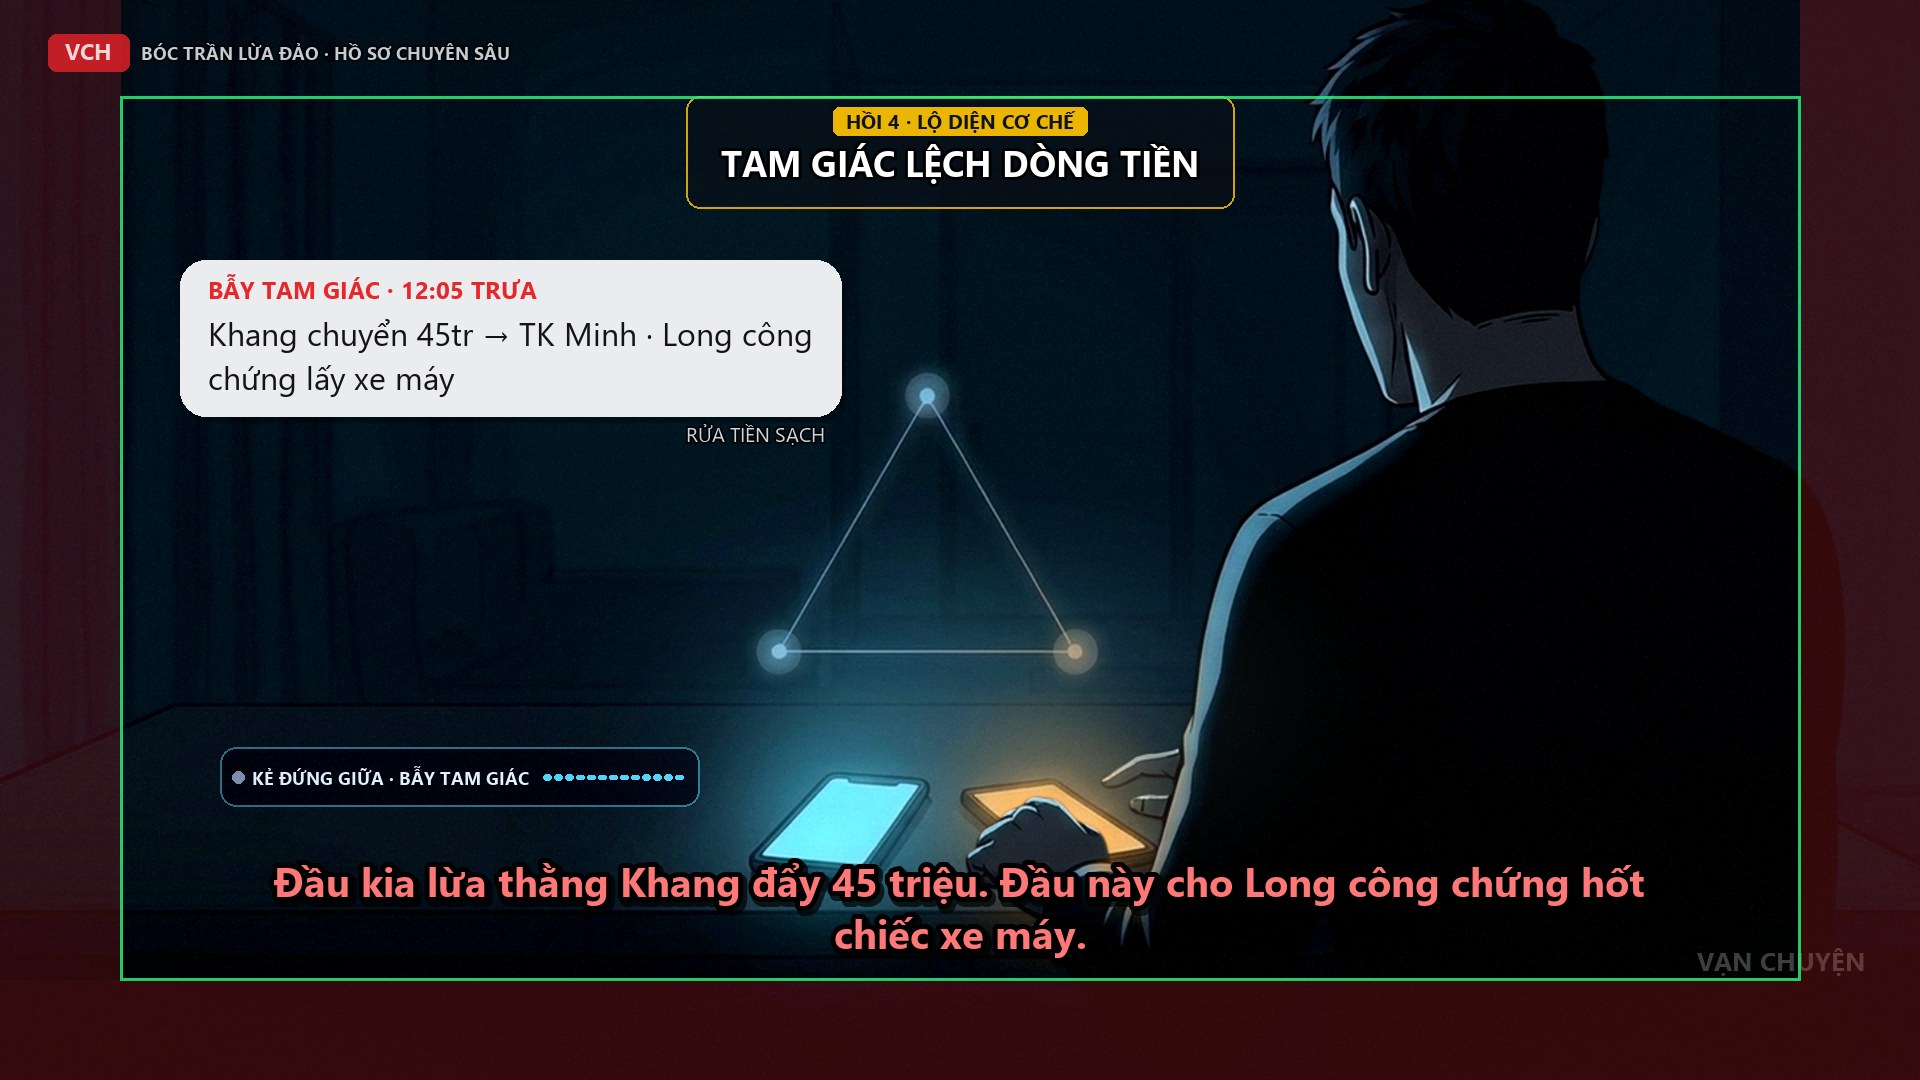 VCH BÓC TRẦN LỪA ĐẢO · HỒ SƠ CHUYÊN SÂU
HỒI 4 · LỘ DIỆN CƠ CHẾ
TAM GIÁC LỆCH DÒNG TIỀN
BẪY TAM GIÁC · 12:05 TRƯA
Khang chuyển 45tr → TK Minh · Long công
chứng lấy xe máy
RỬA TIỀN SẠCH
KẺ ĐỨNG GIỮA · BẪY TAM GIÁC
Đầu kia lừa thằng Khang đẩy 45 triệu. Đầu này cho Long công chứng hốt
chiếc xe máy.
VẠN CHUYỆN